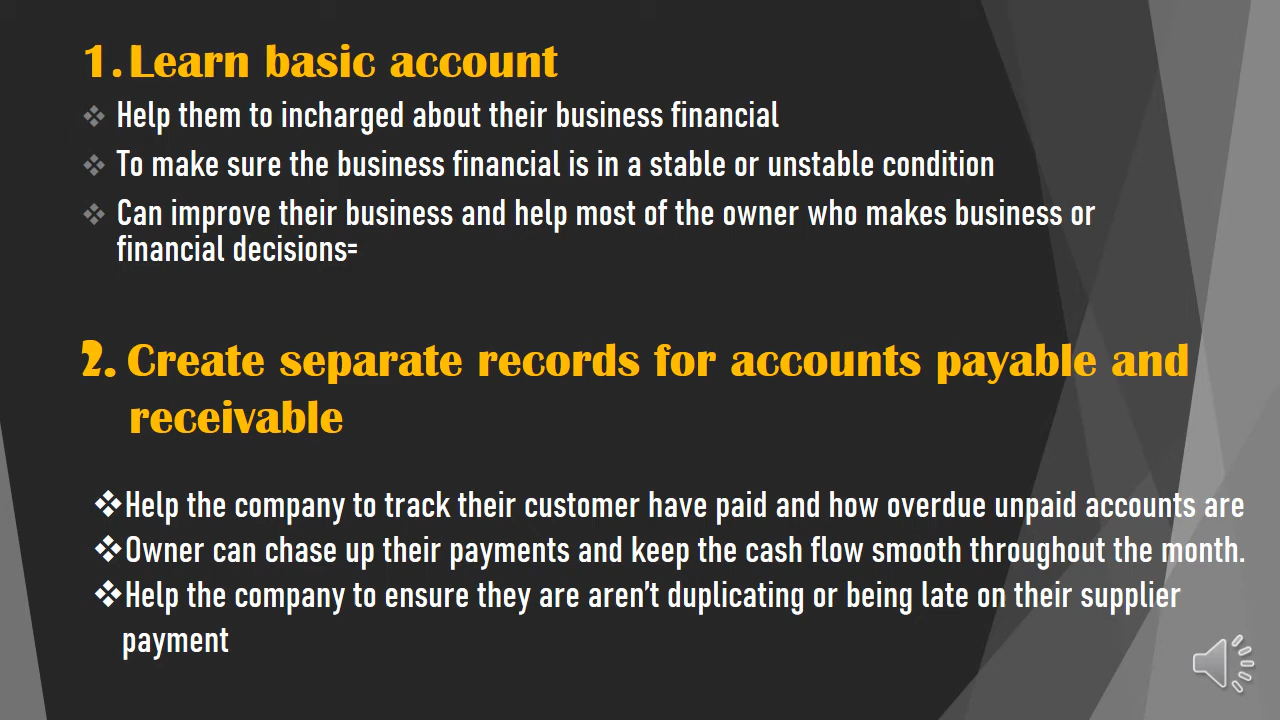 1. Learn basic account
❖ Help them to incharged about their business financial
❖ To make sure the business financial is in a stable or unstable condition
❖ Can improve their business and help most of the owner who makes business or
financial decisions=
2. Create separate records for accounts payable and
receivable
❖Help the company to track their customer have paid and how overdue unpaid accounts are
❖Owner can chase up their payments and keep the cash flow smooth throughout the month.
❖Help the company to ensure they are aren't duplicating or being late on their supplier
payment